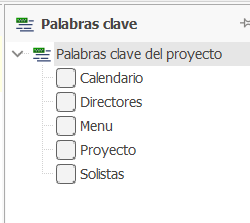 Palabras clave
Palabras clave del proyecto
Calendario
Directores
Menu
Proyecto
Solistas